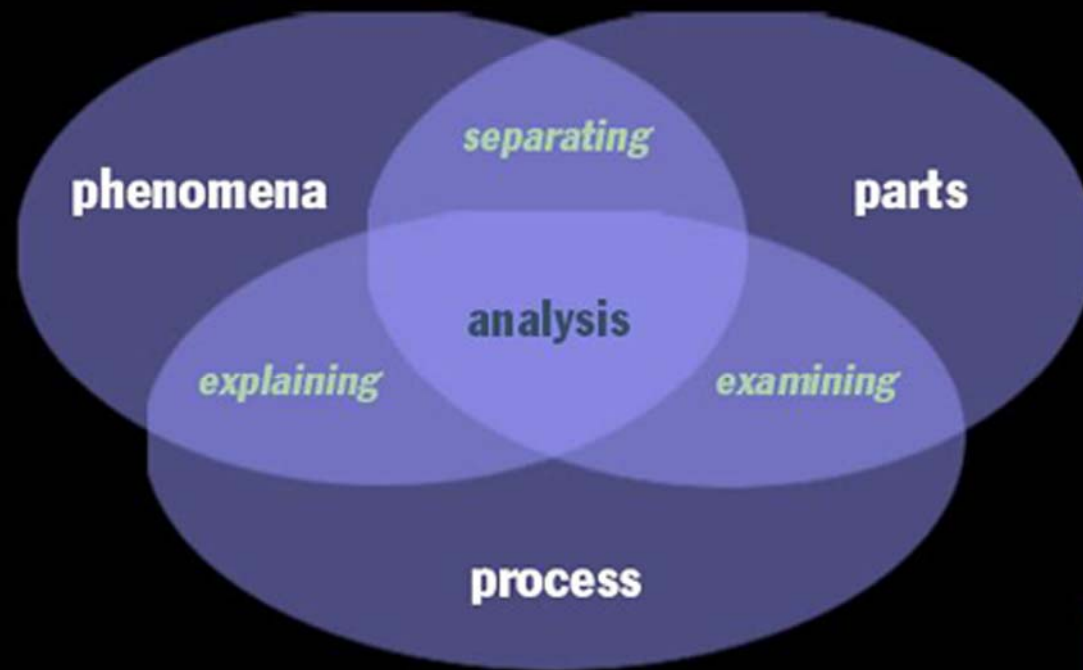 separating
phenomena
parts
analysis
explaining
examining
process